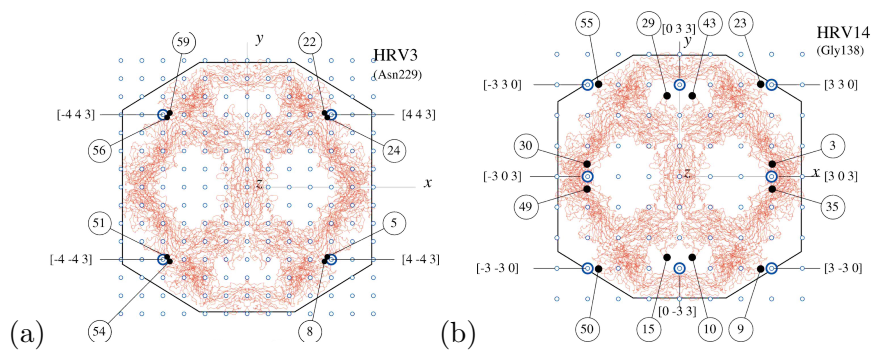 59
22
y
HRV3
(Asn229)
[-4 4 3]
[4 4 3]
56
24
z
x
51
5
[-4 -4 3]
[4 -4 3]
54
8
(a)
55
29
[0 3 3]
43
23
HRV14
(Gly138)
y
[-3 3 0]
[3 3 0]
30
3
[-3 0 3]
z
x
[3 0 3]
49
35
[-3 -3 0]
[3 -3 0]
[0 -3 3]
50
15
10
9
(b)